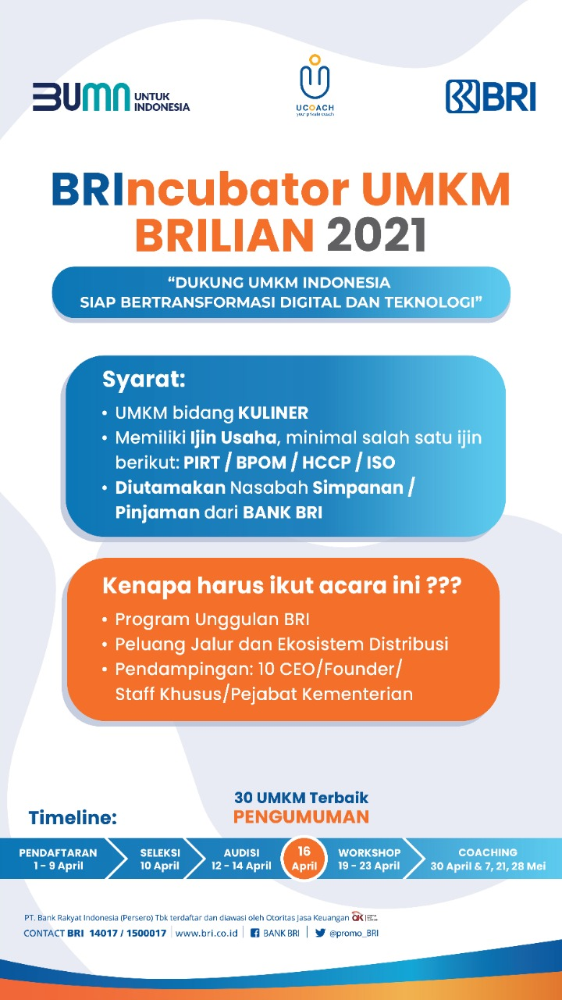 BUMN UNTUK
INDONESIA
UCOACH
your private coach
BRI
BRIncubator UMKM
BRILIAN 2021
“DUKUNG UMKM INDONESIA
SIAP BERTRANSFORMASI DIGITAL DAN TEKNOLOGI”
Syarat:
• UMKM bidang KULINER
• Memiliki Ijin Usaha, minimal salah satu ijin
berikut: PIRT / BPOM / HCCP / ISO
• Diutamakan Nasabah Simpanan /
Pinjaman dari BANK BRI
Kenapa harus ikut acara ini ???
• Program Unggulan BRI
• Peluang Jalur dan Ekosistem Distribusi
• Pendampingan: 10 CEO/Founder/
Staff Khusus/Pejabat Kementerian
30 UMKM Terbaik
PENGUMUMAN
Timeline:
PENDAFTARAN
1 - 9 April
SELEKSI
10 April
AUDISI
12 - 14 April
16
April
WORKSHOP
19 - 23 April
COACHING
30 April & 7, 21, 28 Mei
PT. Bank Rakyat Indonesia (Persero) Tbk terdaftar dan diawasi oleh Otoritas Jasa Keuangan
CONTACT BRI 14017 / 1500017 | www.bri.co.id | BANK BRI | @promo_BRI